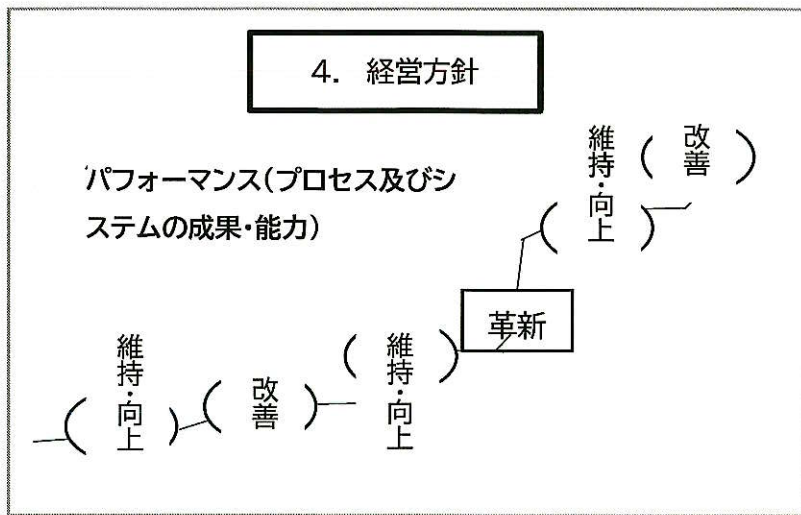 4. 経営方針
パフォーマンス(プロセス及びシ
ステムの成果・能力)
(維持・向上)
(改善)
(維持・向上)
革新
(維持・向上)
(改善)